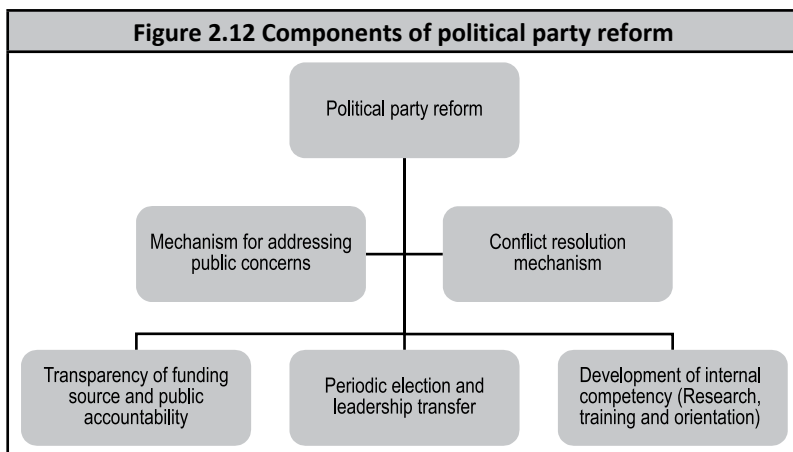 Figure 2.12 Components of political party reform
Political party reform
Mechanism for addressing
public concerns
Conflict resolution
mechanism
Transparency of funding
source and public
accountability
Periodic election and
leadership transfer
Development of internal
competency (Research,
training and orientation)